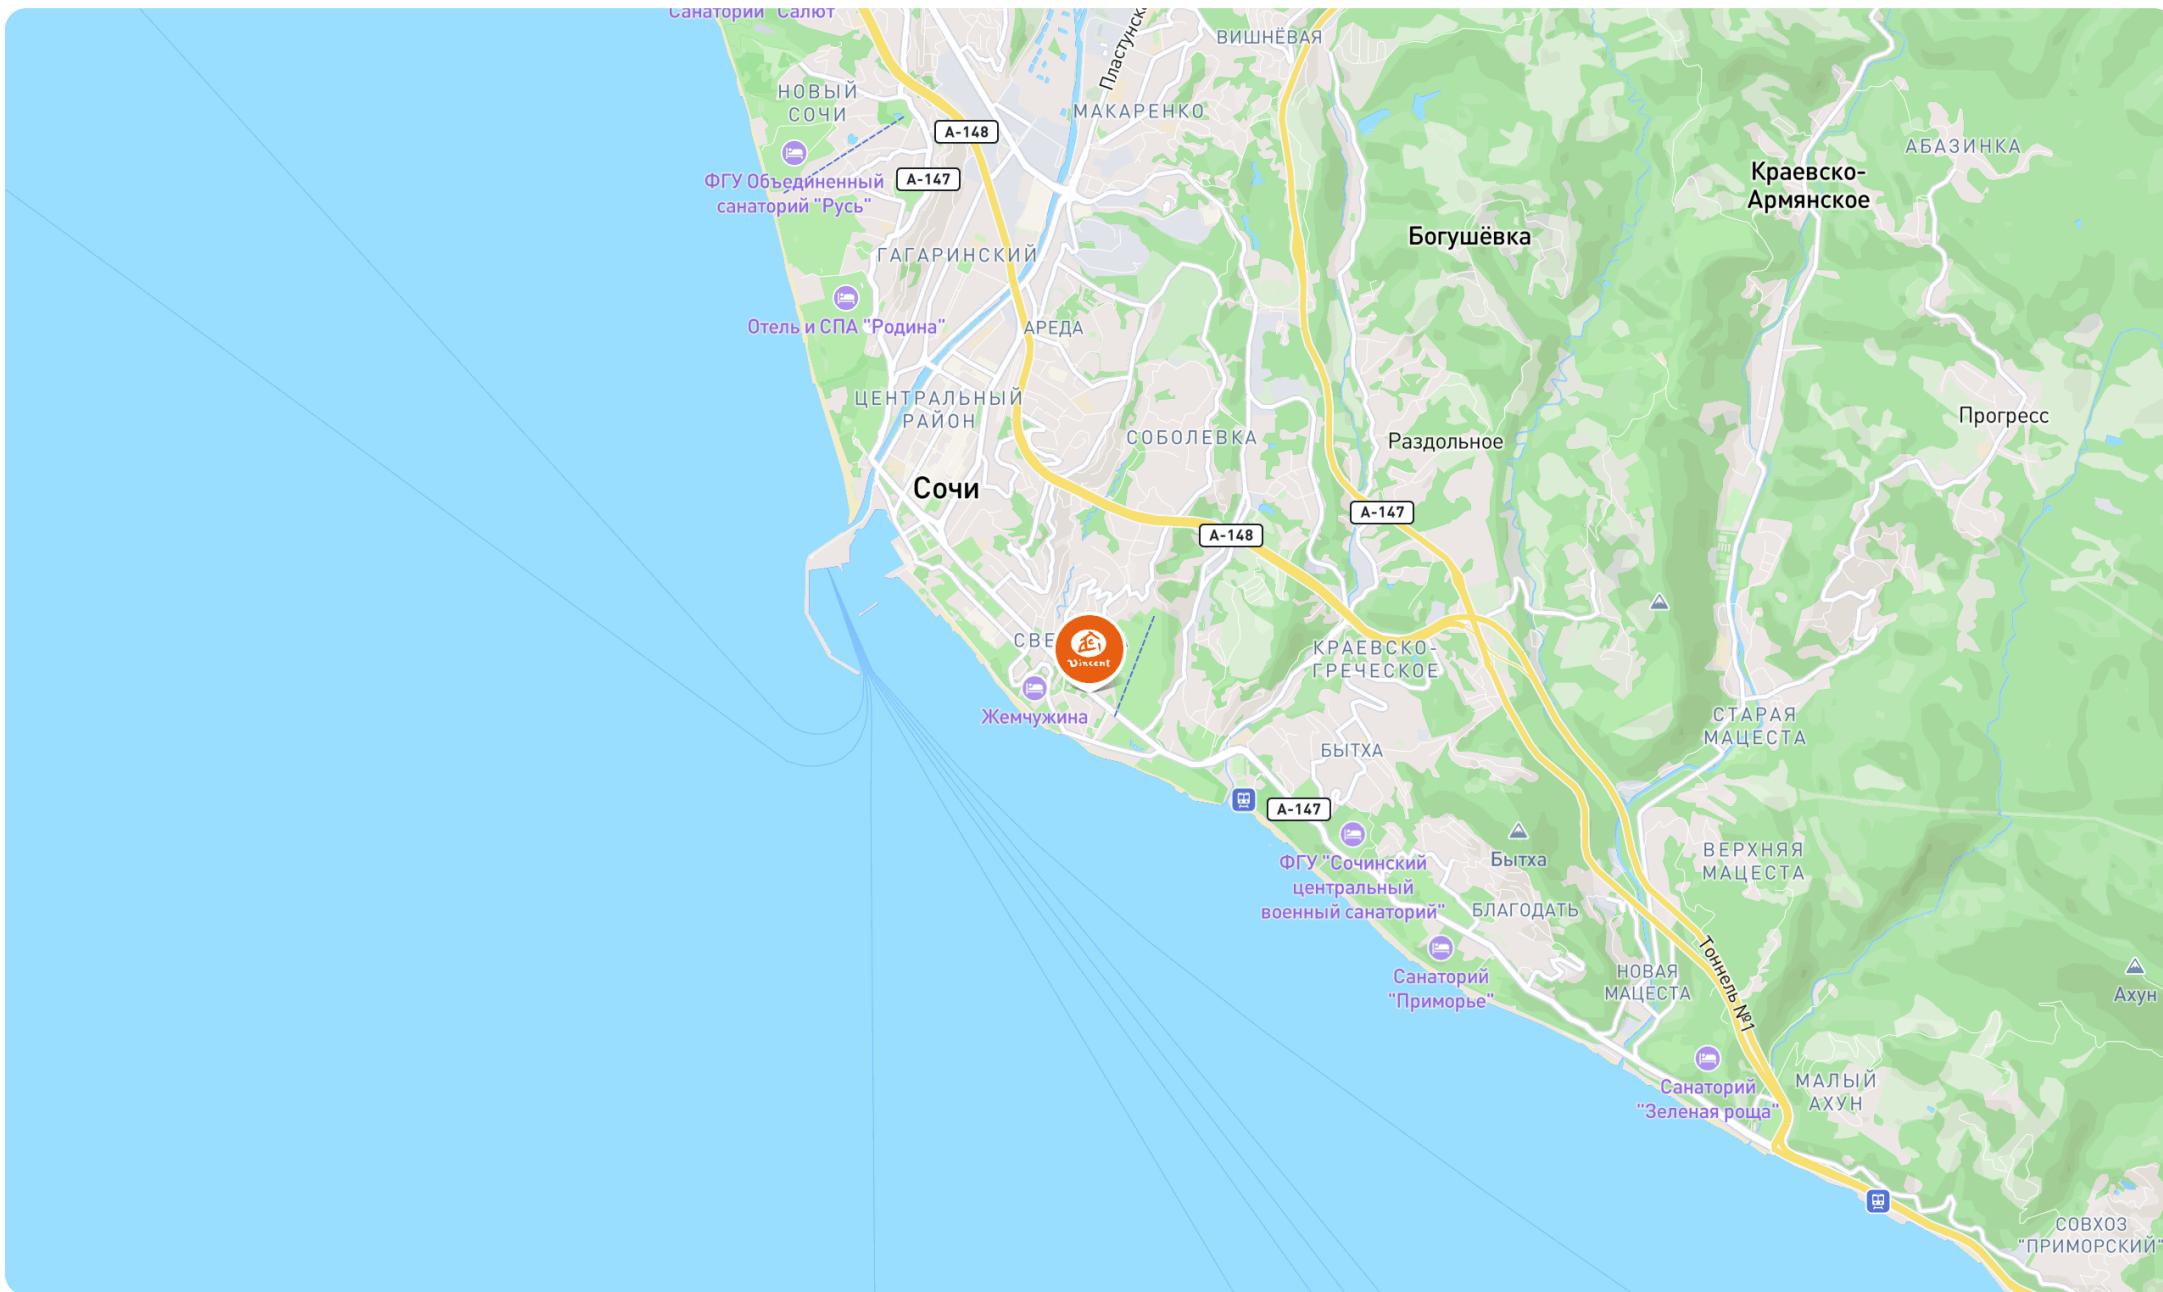 Санаторий "Салют"
Пластунска
ВИШНЁВАЯ
НОВЫЙ
СОЧИ
МАКАРЕНКО
А-148
АБАЗИНКА
Краевско-
Армянское
А-147
ФГУ Объединенный
санаторий "Русь"
Богушёвка
ГАГАРИНСКИЙ
Отель и СПА "Родина"
АРЕДА
ЦЕНТРАЛЬНЫЙ
РАЙОН
Прогресс
СОБОЛЕВКА
Раздольное
Сочи
А-147
А-148
СВЕ
Vincent
КРАЕВСКО-
ГРЕЧЕСКОЕ
Жемчужина
СТАРАЯ
МАЦЕСТА
БЫТХА
А-147
ФГУ "Сочинский
центральный
военный санаторий"
Бытха
ВЕРХНЯЯ
МАЦЕСТА
БЛАГОДАТЬ
Тоннель №1
Санаторий
"Приморье"
НОВАЯ
МАЦЕСТА
Ахун
Санаторий
"Зеленая роща"
МАЛЫЙ
АХУН
СОВХОЗ
"ПРИМОРСКИЙ"